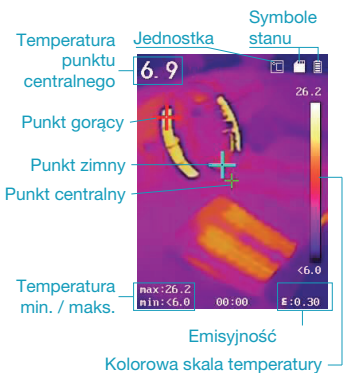 Symbole
stanu
Temperatura
punktu
centralnego
Jednostka
6. 9
°C
26.2
Punkt gorący
Punkt zimny
Punkt centralny
<6.0
Temperatura
min. / maks.
max:26.2
min:<6.0
00:00
E:0.30
Emisyjność
Kolorowa skala temperatury